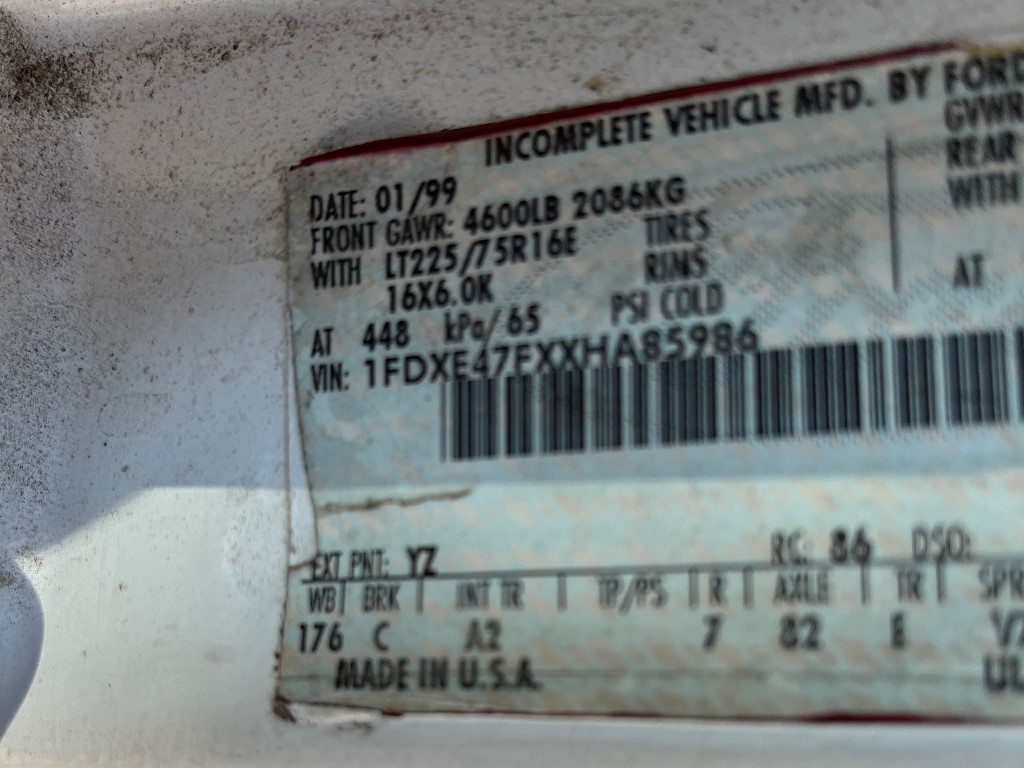 INCOMPLETE VEHICLE MFD. BY FORD
DATE: 01/99
GVWR
FRONT GAWR: 4600LB 2086KG
REAR
WITH LT225/75R16E TIRES
WITH
16X6.0K RIMS
AT 448 kPa/65 PSI COLD
AT
VIN: 1FDXE47FXXHA85986
EXT PNT: YZ RC: 86 DSO:
WB BRK INT TR TP/PS R AXLE TR SPR
176 C A2 7 82 E
MADE IN U.S.A.